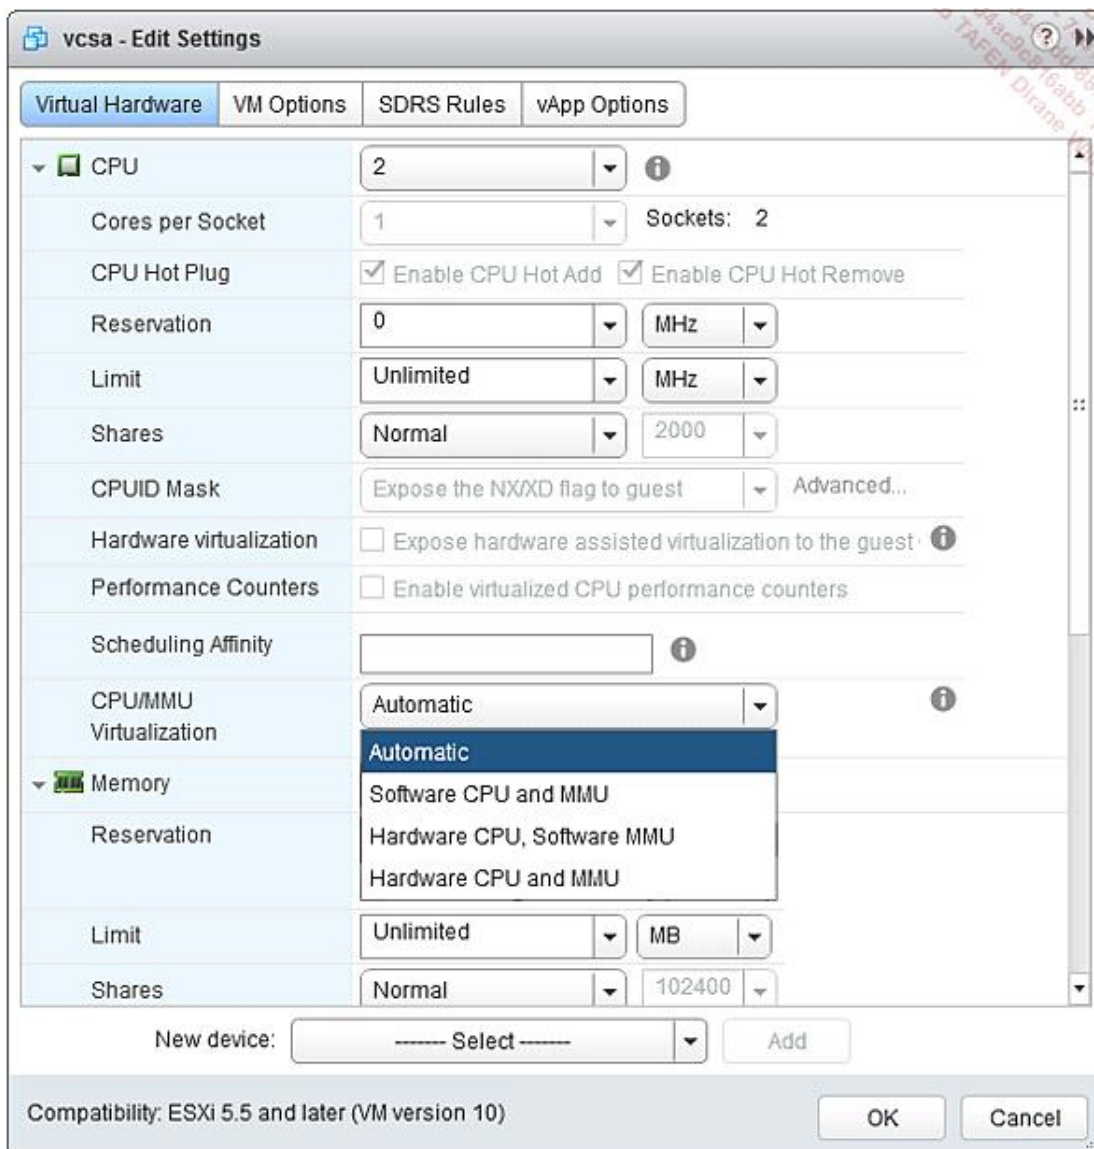 vcsa - Edit Settings
Virtual Hardware VM Options SDRS Rules vApp Options
CPU 2
Cores per Socket 1 Sockets: 2
CPU Hot Plug Enable CPU Hot Add Enable CPU Hot Remove
Reservation 0 MHz
Limit Unlimited MHz
Shares Normal 2000
CPUID Mask Expose the NX/XD flag to guest Advanced...
Hardware virtualization Expose hardware assisted virtualization to the guest
Performance Counters Enable virtualized CPU performance counters
Scheduling Affinity
CPU/MMU Automatic
Virtualization
Automatic
Memory
Software CPU and MMU
Reservation Hardware CPU, Software MMU
Hardware CPU and MMU
Limit Unlimited MB
Shares Normal 102400
New device: ------- Select ------- Add
Compatibility: ESXi 5.5 and later (VM version 10) OK Cancel